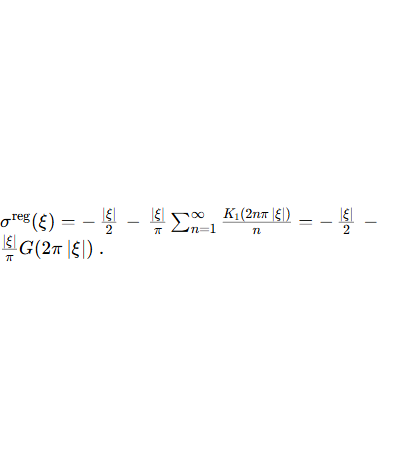 σ^reg(ξ) = − |ξ|/2 − |ξ|/π ∑_{n=1}^{∞} K₁(2nπ |ξ|)/n = − |ξ|/2 −
|ξ|/π G(2π |ξ|) .